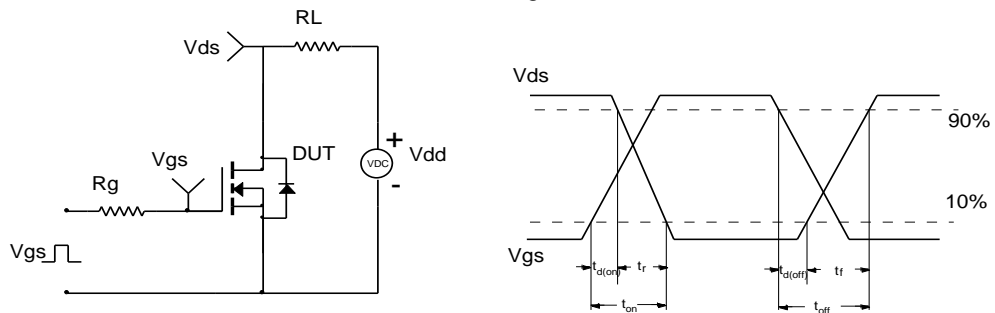 RL
Vds
Vds
90%
DUT
+
Vgs
VDC
Vdd
Rg
-
10%
Vgs
Vgs
td(on)
tr
td(off)
tf
ton
toff